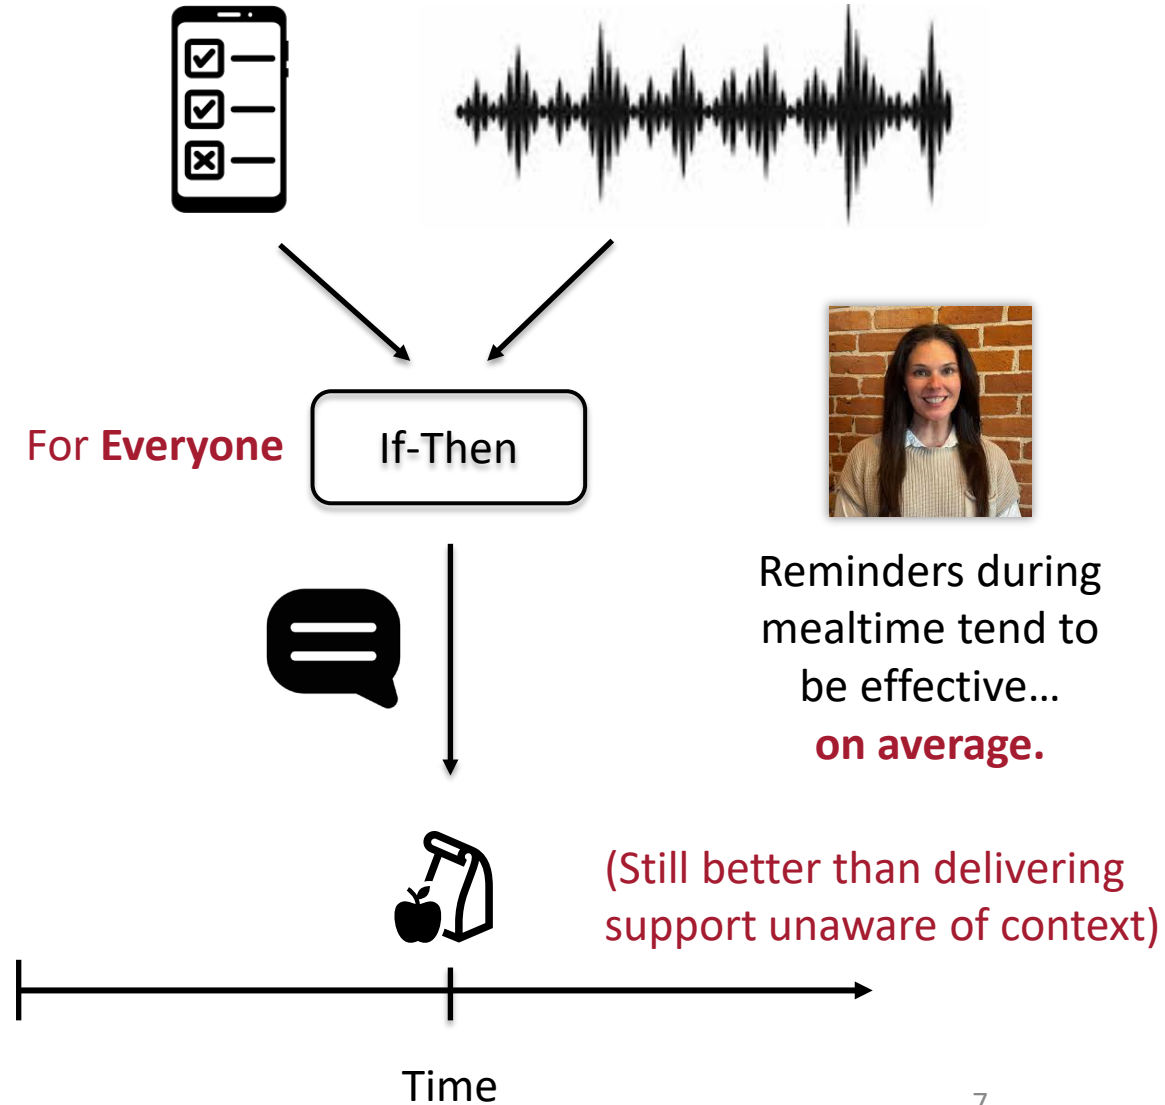 For Everyone
If-Then
Reminders during
mealtime tend to
be effective…
on average.
(Still better than delivering
support unaware of context)
Time
7